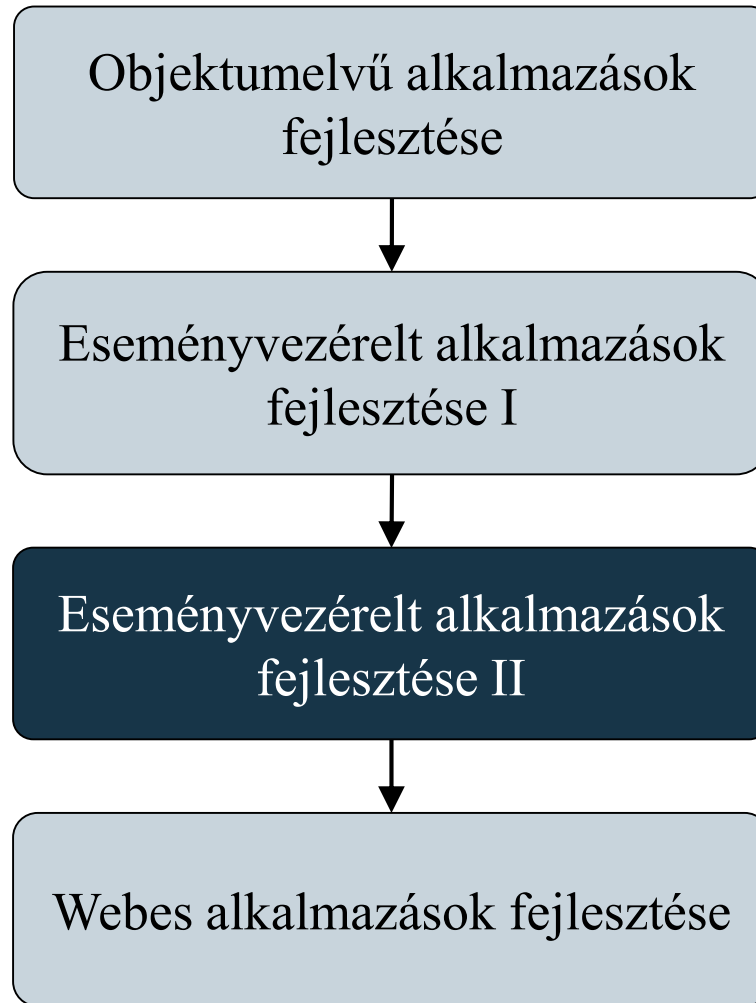 Objektumelvű alkalmazások
fejlesztése
Eseményvezérelt alkalmazások
fejlesztése I
Eseményvezérelt alkalmazások
fejlesztése II
Webes alkalmazások fejlesztése